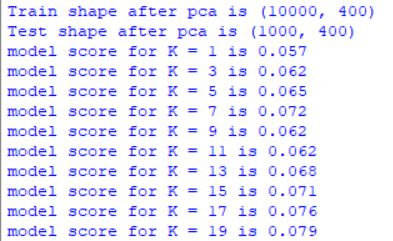 Train shape after pca is (10000, 400)
Test shape after pca is (1000, 400)
model score for K = 1 is 0.057
model score for K = 3 is 0.062
model score for K = 5 is 0.065
model score for K = 7 is 0.072
model score for K = 9 is 0.062
model score for K = 11 is 0.062
model score for K = 13 is 0.068
model score for K = 15 is 0.071
model score for K = 17 is 0.076
model score for K = 19 is 0.079